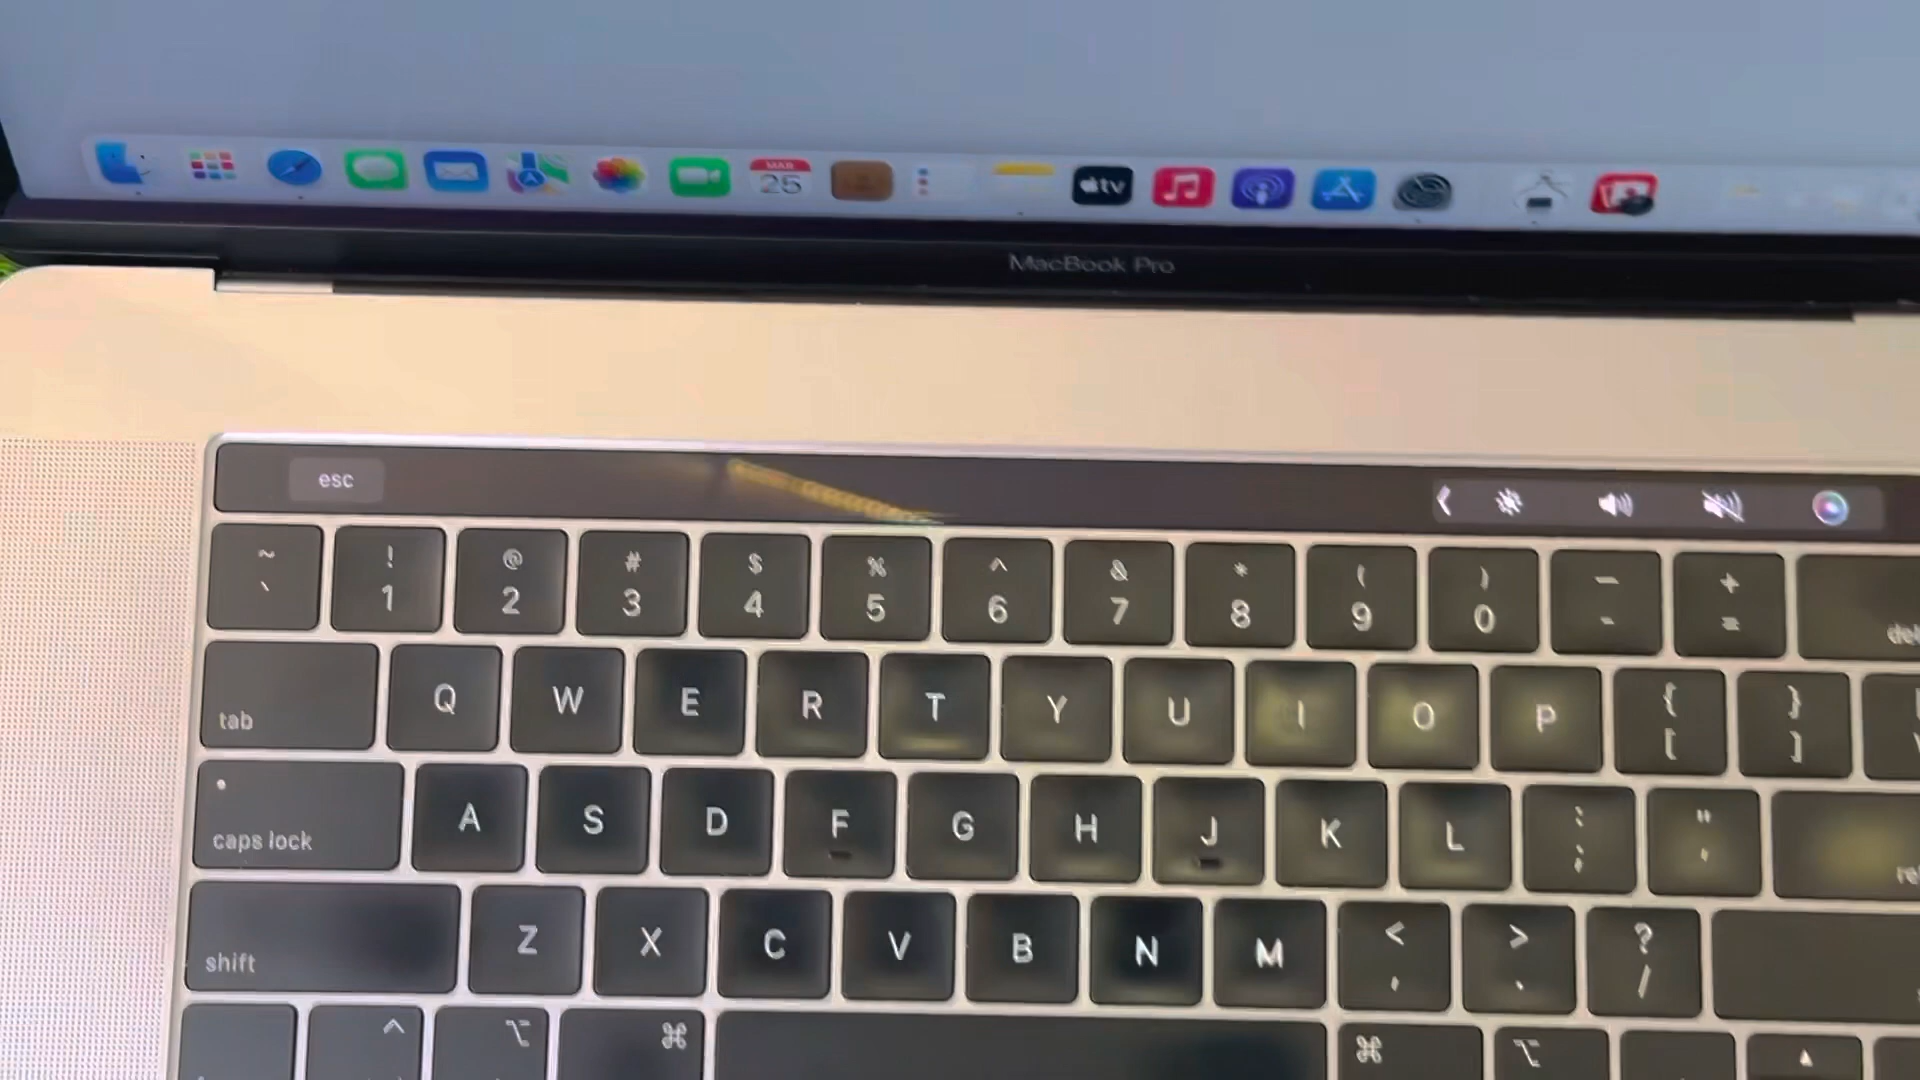 MAR
25
tv
MacBook Pro
esc
~ ! @ # $ % ^ & * ( ) — +
` 1 2 3 4 5 6 7 8 9 0 - =
del
tab Q W E R T Y U I O P { }
[ ]
caps lock A S D F G H J K L : "
; '
shift Z X C V B N M < > ?
, . /
^ ⌥ ⌘ ⌘ ⌥ ▲